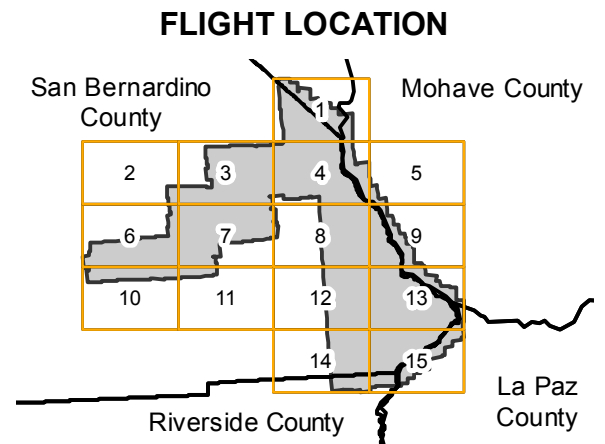 FLIGHT LOCATION
San Bernardino
County
Mohave County
1
2
3
4
5
6
7
8
9
10
11
12
13
14
15
La Paz
County
Riverside County